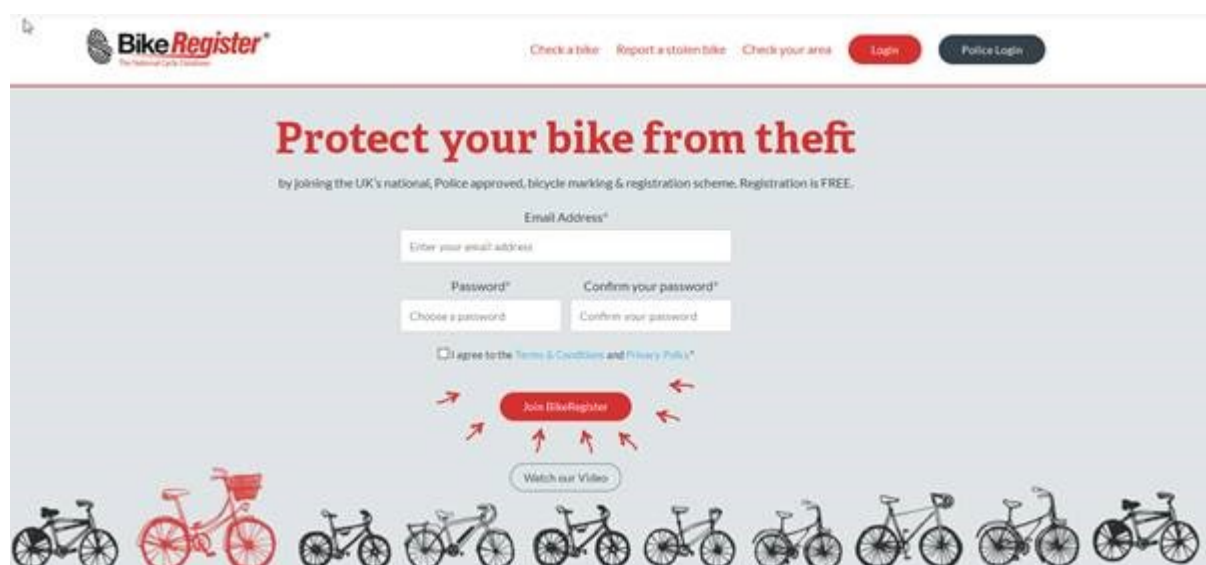 BikeRegister®
The National Cycle Database
Check a bike Report a stolen bike Check your area Login Police Login
Protect your bike from theft
by joining the UK's national, Police approved, bicycle marking & registration scheme. Registration is FREE.
Email Address*
Enter your email address
Password* Confirm your password*
Choose a password Confirm your password
I agree to the Terms & Conditions and Privacy Policy*
Join BikeRegister
Watch our Video